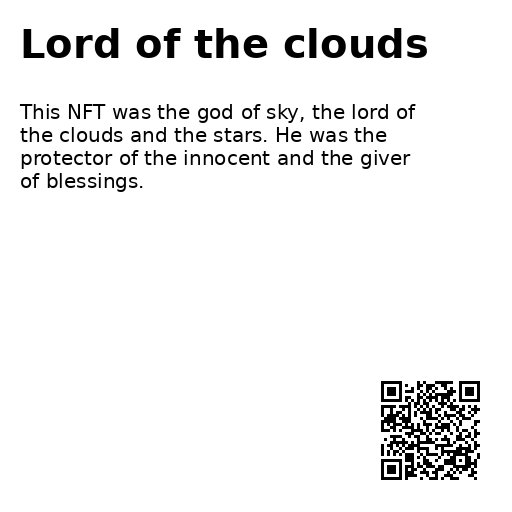 Lord of the clouds
This NFT was the god of sky, the lord of
the clouds and the stars. He was the
protector of the innocent and the giver
of blessings.